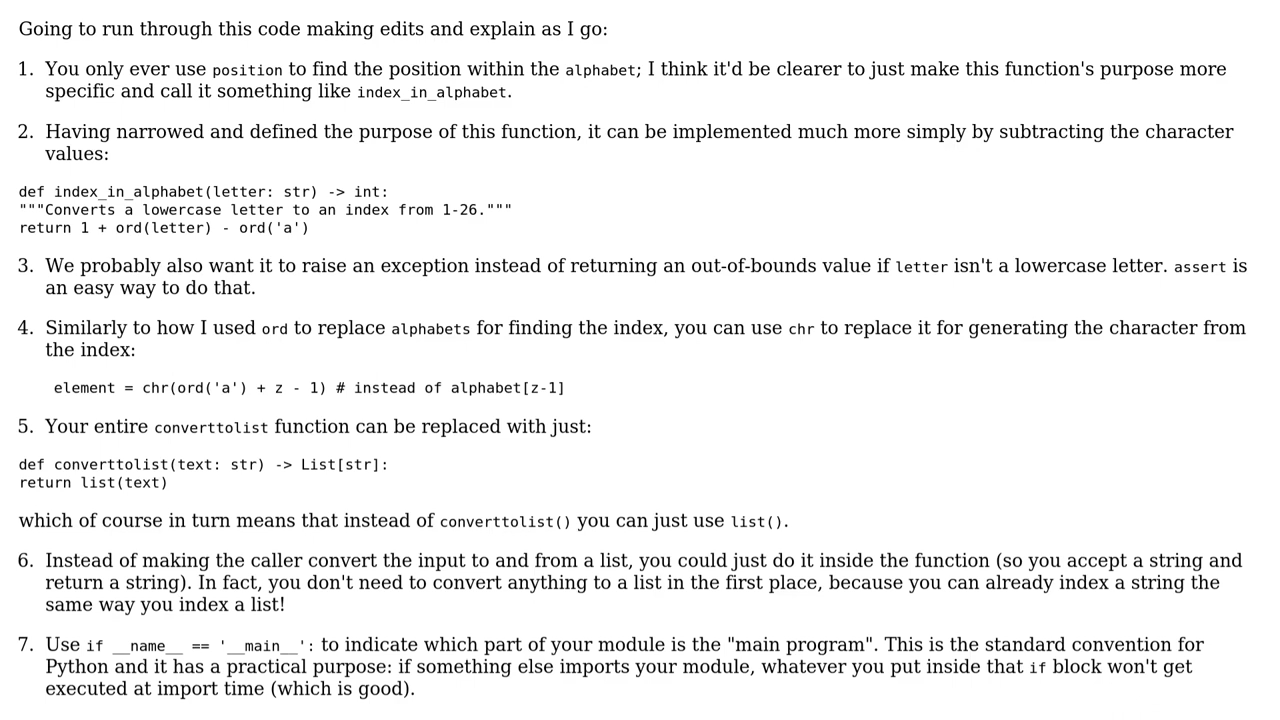 Going to run through this code making edits and explain as I go:
1. You only ever use position to find the position within the alphabet; I think it'd be clearer to just make this function's purpose more
specific and call it something like index_in_alphabet.
2. Having narrowed and defined the purpose of this function, it can be implemented much more simply by subtracting the character
values:
def index_in_alphabet(letter: str) -> int:
"""Converts a lowercase letter to an index from 1-26."""
return 1 + ord(letter) - ord('a')
3. We probably also want it to raise an exception instead of returning an out-of-bounds value if letter isn't a lowercase letter. assert is
an easy way to do that.
4. Similarly to how I used ord to replace alphabets for finding the index, you can use chr to replace it for generating the character from
the index:
element = chr(ord('a') + z - 1) # instead of alphabet[z-1]
5. Your entire converttolist function can be replaced with just:
def converttolist(text: str) -> List[str]:
return list(text)
which of course in turn means that instead of converttolist() you can just use list().
6. Instead of making the caller convert the input to and from a list, you could just do it inside the function (so you accept a string and
return a string). In fact, you don't need to convert anything to a list in the first place, because you can already index a string the
same way you index a list!
7. Use if __name__ == '__main__': to indicate which part of your module is the "main program". This is the standard convention for
Python and it has a practical purpose: if something else imports your module, whatever you put inside that if block won't get
executed at import time (which is good).